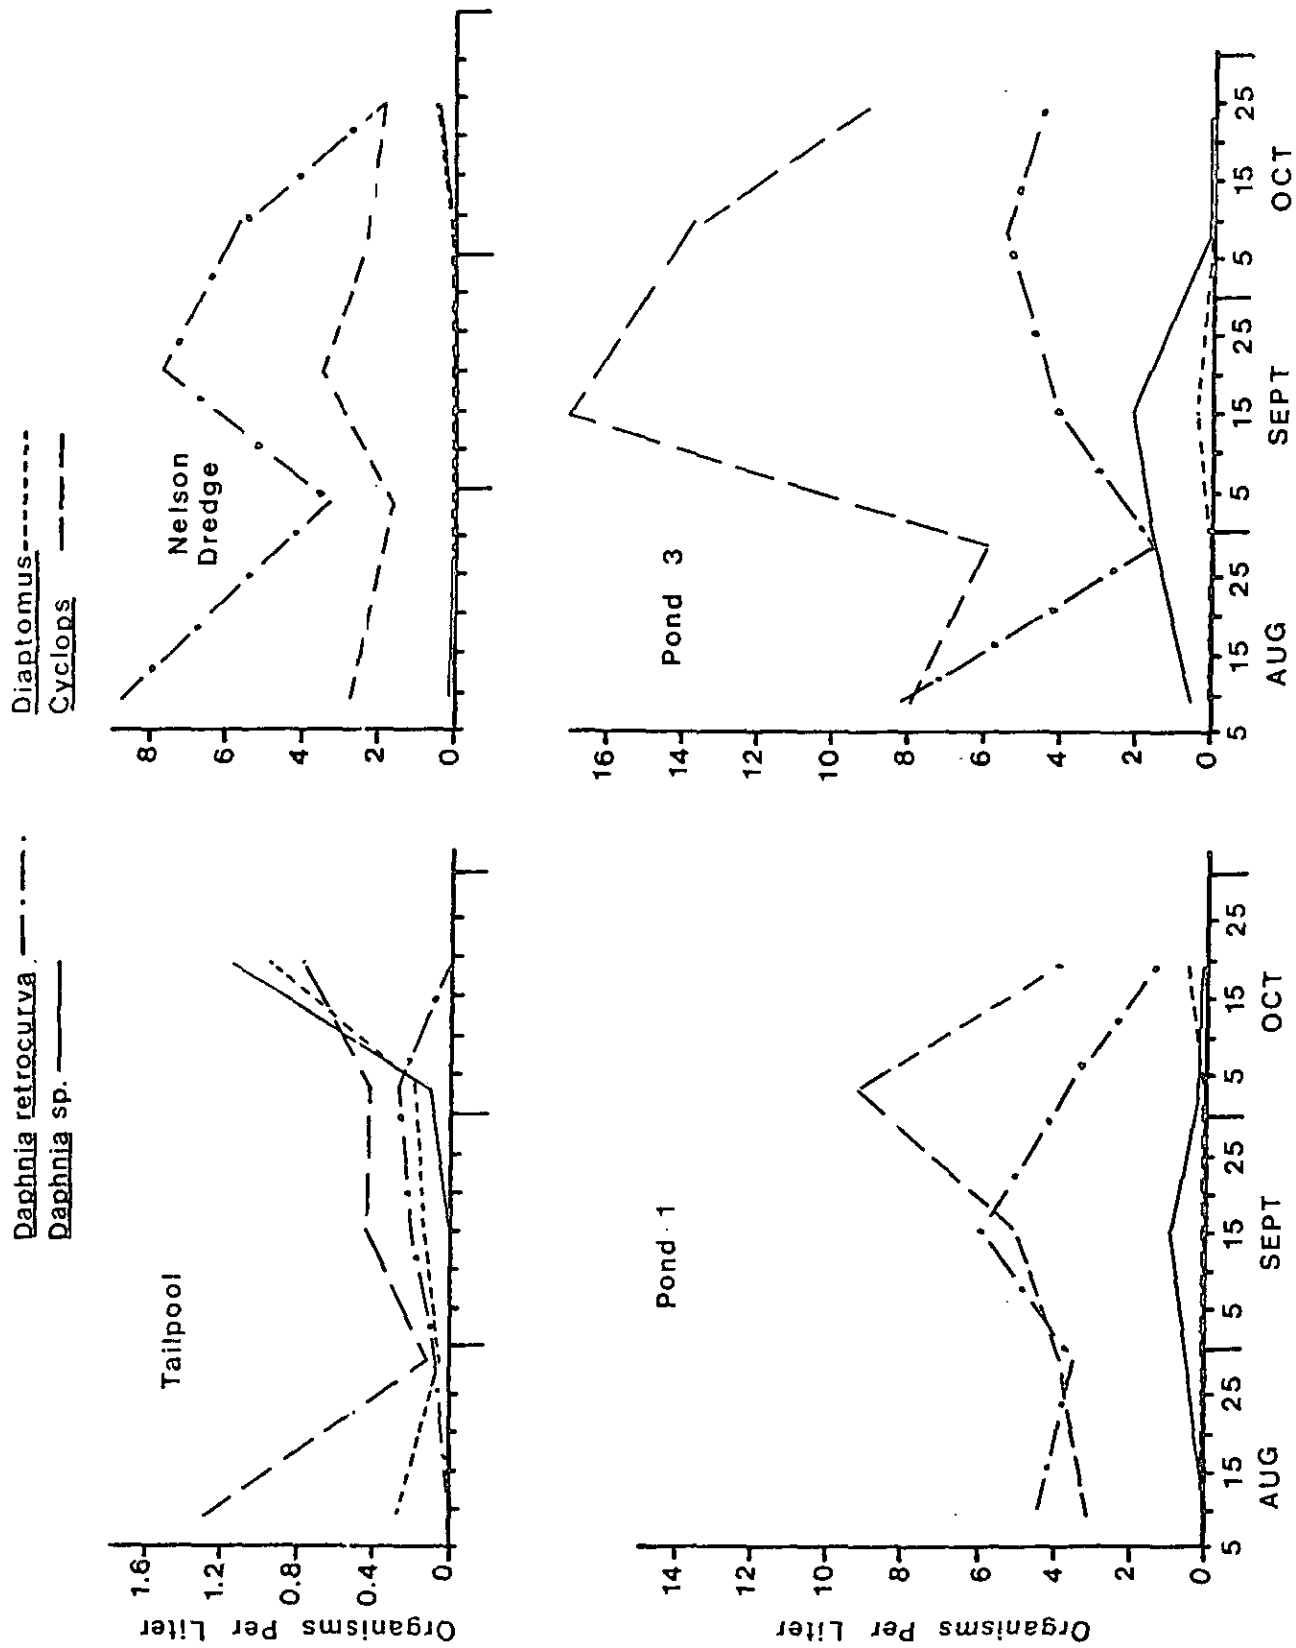 Daphnia retrocurva
Daphnia sp.
Diaptomus
Cyclops
Tailpool
1.6
0.8
0.4
0
Organisms Per Liter
Nelson
Dredge
8
6
4
2
0
Pond 1
14
12
10
8
6
4
2
0
Organisms Per Liter
5 15 25 5 15 25 5 15 25
AUG SEPT OCT
Pond 3
16
14
12
10
8
6
4
2
0
5 15 25 5 15 25 5 15 25
AUG SEPT OCT